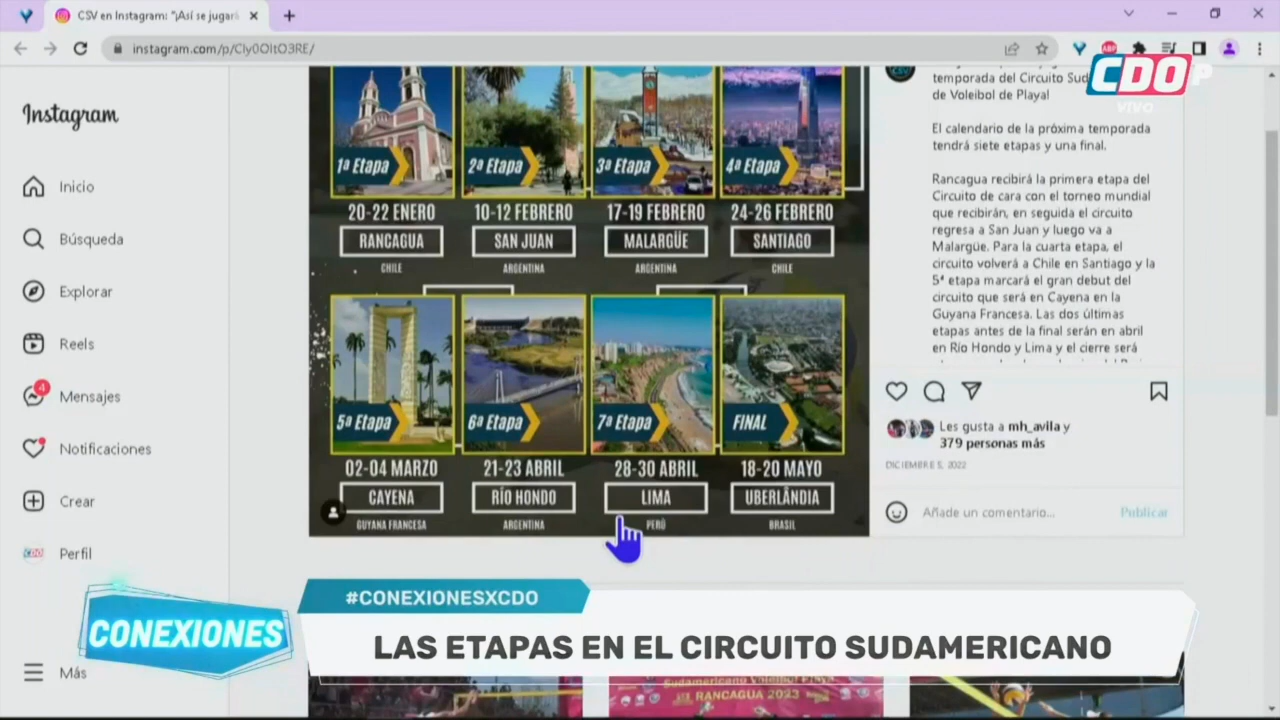 CSV en Instagram: "¡Así se jugará
instagram.com/p/Cly0OltO3RE/
ABP
CDO
P
VIVO
Instagram
Inicio
Búsqueda
Explorar
Reels
4
Mensajes
Notificaciones
Crear
CDO
Perfil
Más
1ª Etapa
2ª Etapa
3ª Etapa
4ª Etapa
20-22 ENERO
10-12 FEBRERO
17-19 FEBRERO
24-26 FEBRERO
RANCAGUA
SAN JUAN
MALARGÜE
SANTIAGO
CHILE
ARGENTINA
ARGENTINA
CHILE
5ª Etapa
6ª Etapa
7ª Etapa
FINAL
02-04 MARZO
21-23 ABRIL
28-30 ABRIL
18-20 MAYO
CAYENA
RÍO HONDO
LIMA
UBERLÂNDIA
GUYANA FRANCESA
ARGENTINA
PERÚ
BRASIL
temporada del Circuito Sud
de Voleibol de Playa!
El calendario de la próxima temporada
tendrá siete etapas y una final.
Rancagua recibirá la primera etapa del
Circuito de cara con el torneo mundial
que recibirán, en seguida el circuito
regresa a San Juan y luego va a
Malargüe. Para la cuarta etapa, el
circuito volverá a Chile en Santiago y la
5ª etapa marcará el gran debut del
circuito que será en Cayena en la
Guyana Francesa. Las dos últimas
etapas antes de la final serán en abril
en Río Hondo y Lima y el cierre será
Les gusta a mh_avila y
379 personas más
DICIEMBRE 5, 2022
Añade un comentario...
Publicar
#CONEXIONESXCDO
CONEXIONES
LAS ETAPAS EN EL CIRCUITO SUDAMERICANO
Sudamericano Voleibol Playa
RANCAGUA 2023